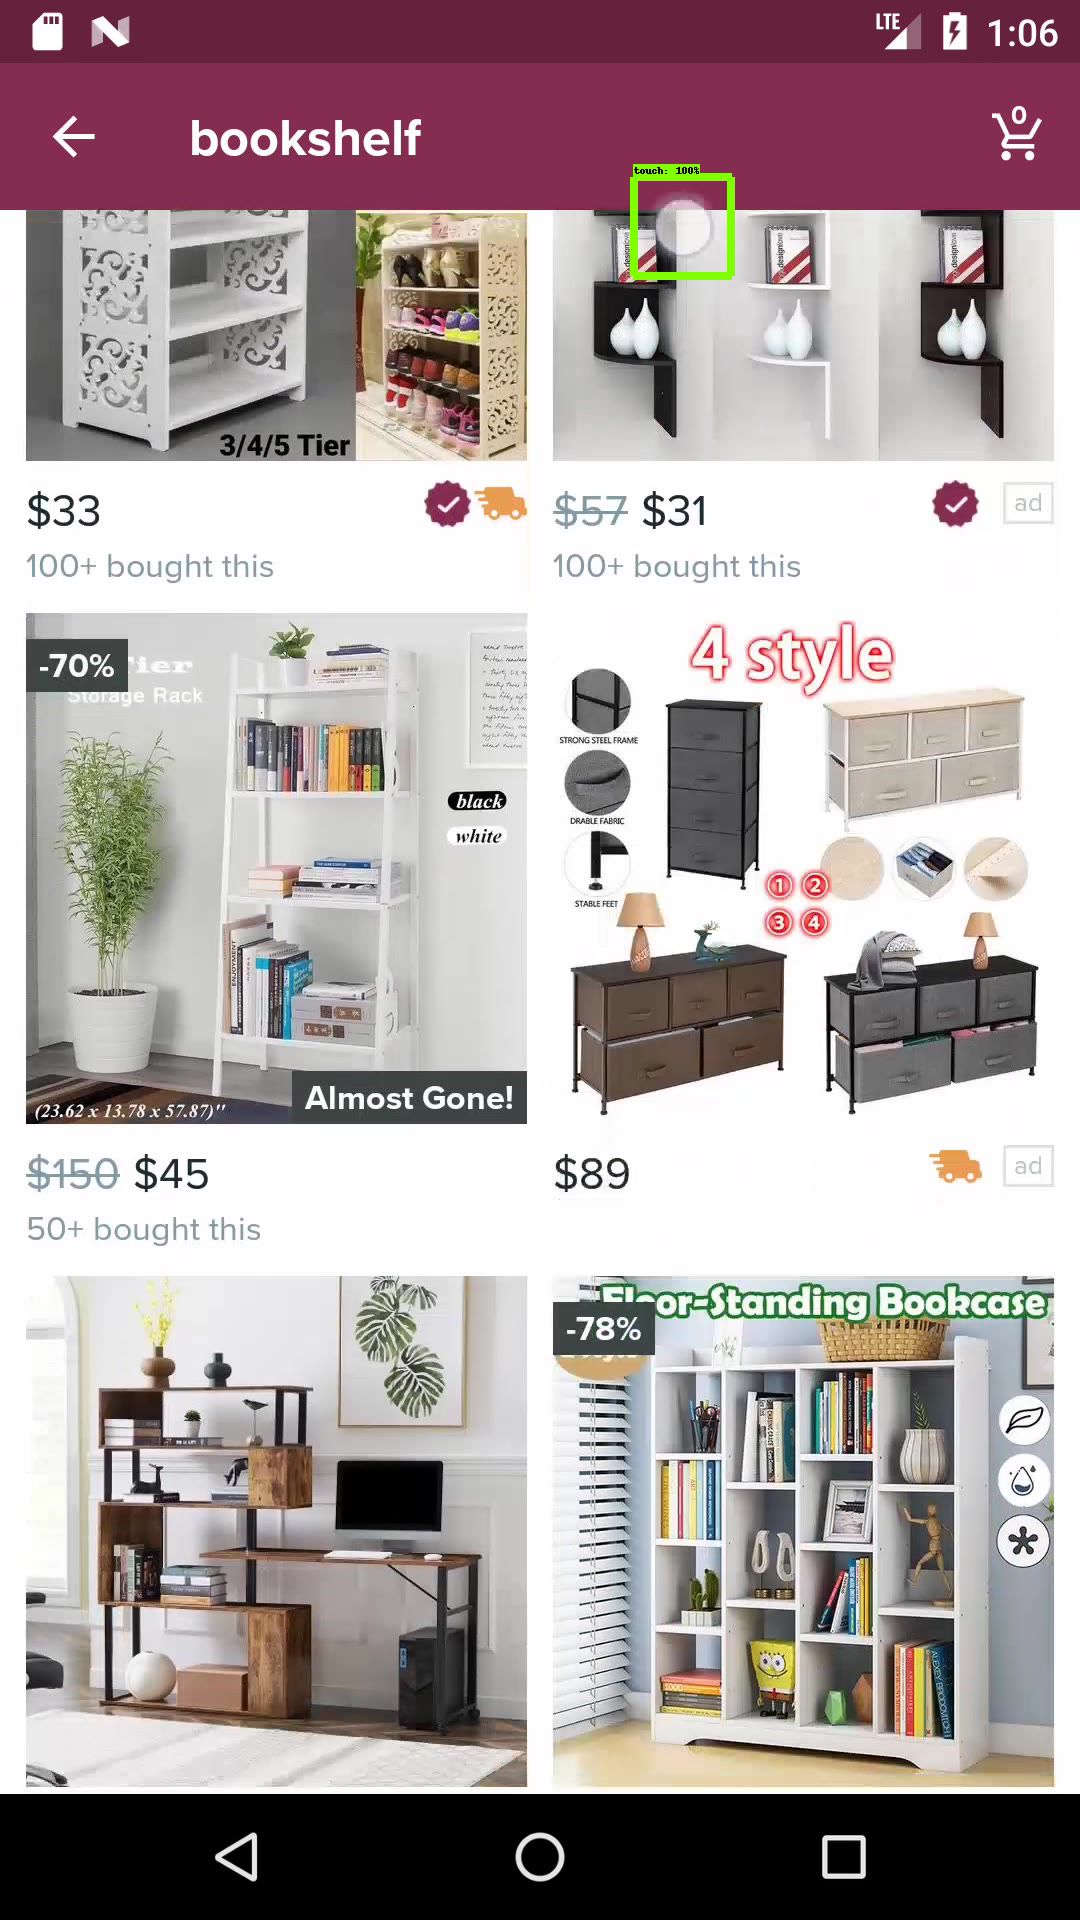 LTE 1:06
bookshelf
0
touch: 100%
3/4/5 Tier
$33
100+ bought this
$57 $31
ad
100+ bought this
-70%
Tier
Storage Rack
black
white
ENJOYMENT
(23.62 x 13.78 x 57.87)"
Almost Gone!
$150 $45
50+ bought this
4 style
STRONG STEEL FRAME
DRABLE FABRIC
STABLE FEET
① ②
③ ④
$89
ad
Floor-Standing Bookcase
-78%
1000